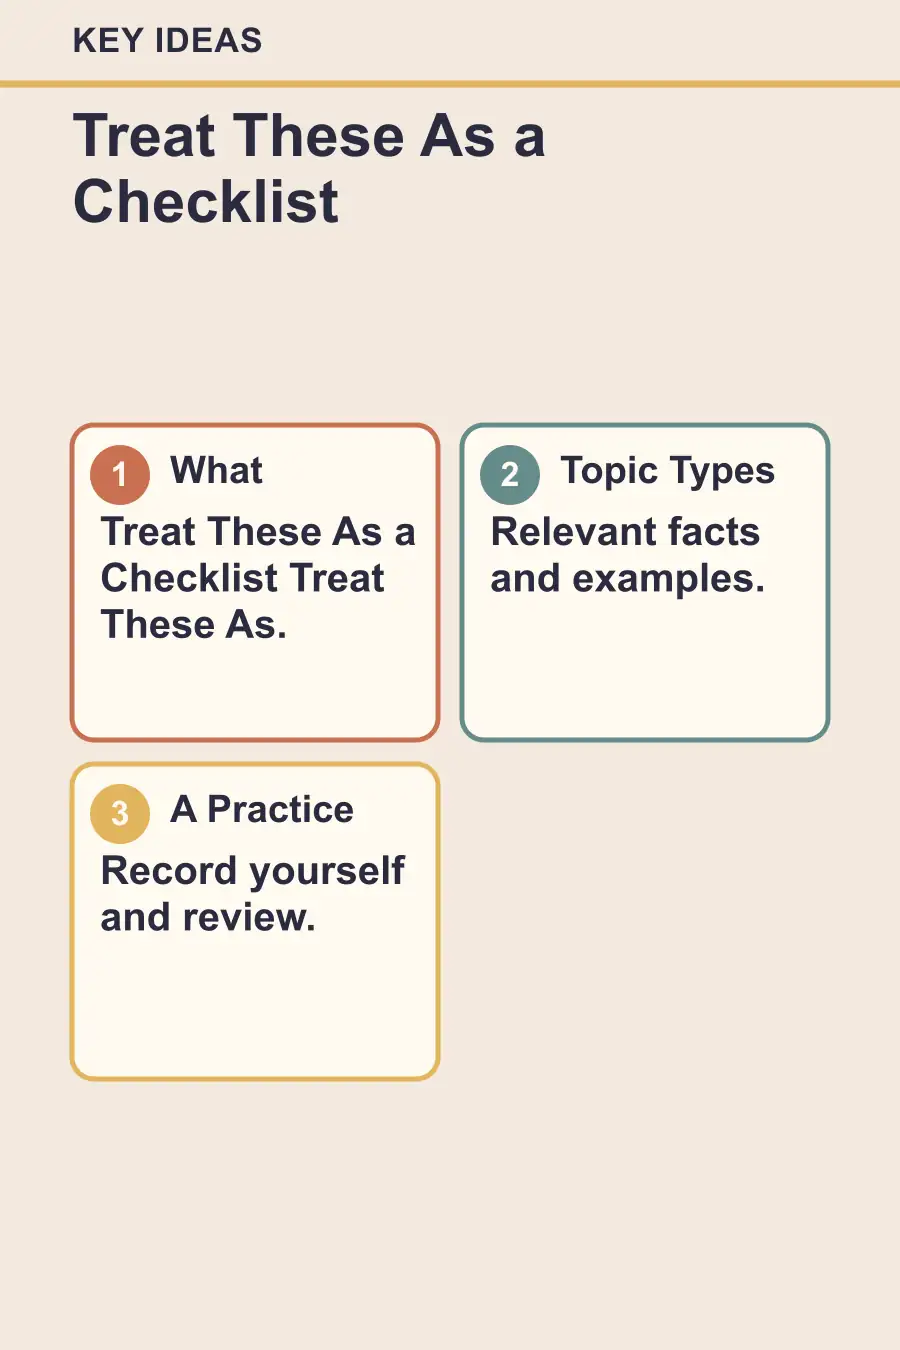 KEY IDEAS
Treat These As a
Checklist
1 What
Treat These As a
Checklist Treat
These As.
2 Topic Types
Relevant facts
and examples.
3 A Practice
Record yourself
and review.